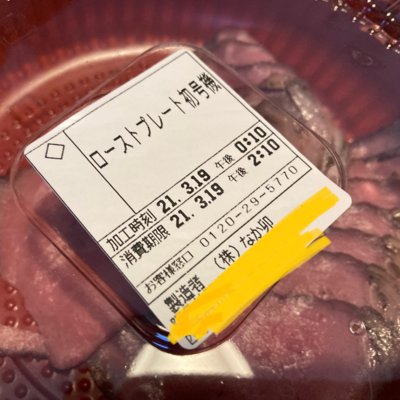 ローストプレート初号機
加工時刻 21. 3.19 午後 0:10
消費期限 21. 3.19 午後 2:10
お客様窓口 0120-29-5770
製造者 (株)なか卯